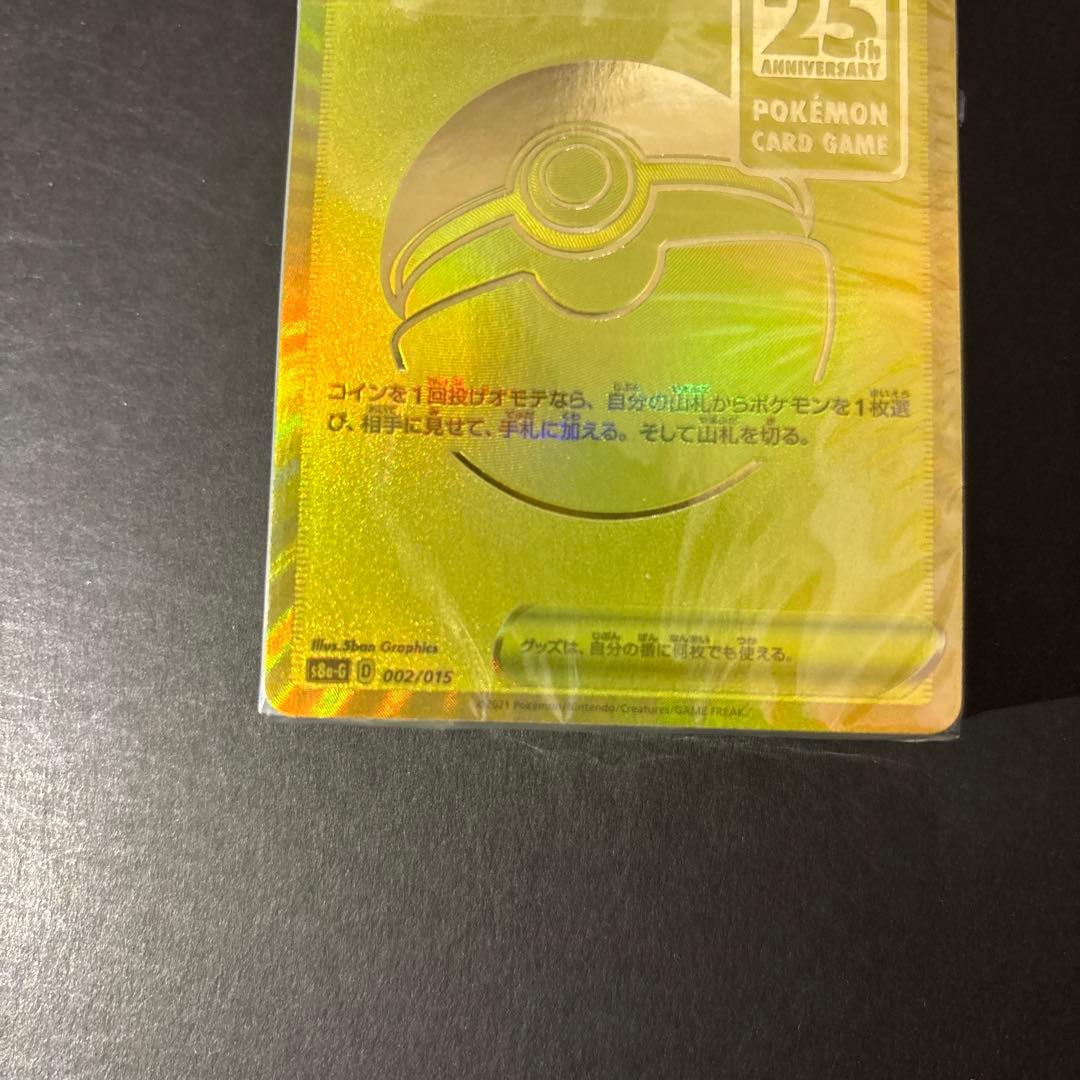 25th
ANNIVERSARY
POKÉMON
CARD GAME
コインを1回投げオモテなら、自分の山札からポケモンを1枚選
び、相手に見せて、手札に加える。そして山札を切る。
グッズは、自分の番に何枚でも使える。
Illus. 5ban Graphics
s8a-G D 002/015
©2021 Pokémon/Nintendo/Creatures/GAME FREAK.